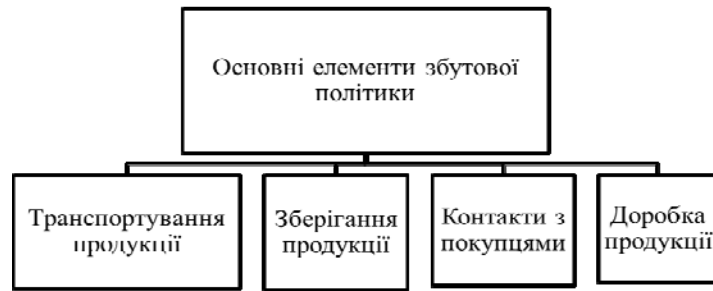 Основні елементи збутової
політики
Транспортування
продукції
Зберігання
продукції
Контакти з
покупцями
Доробка
продукції